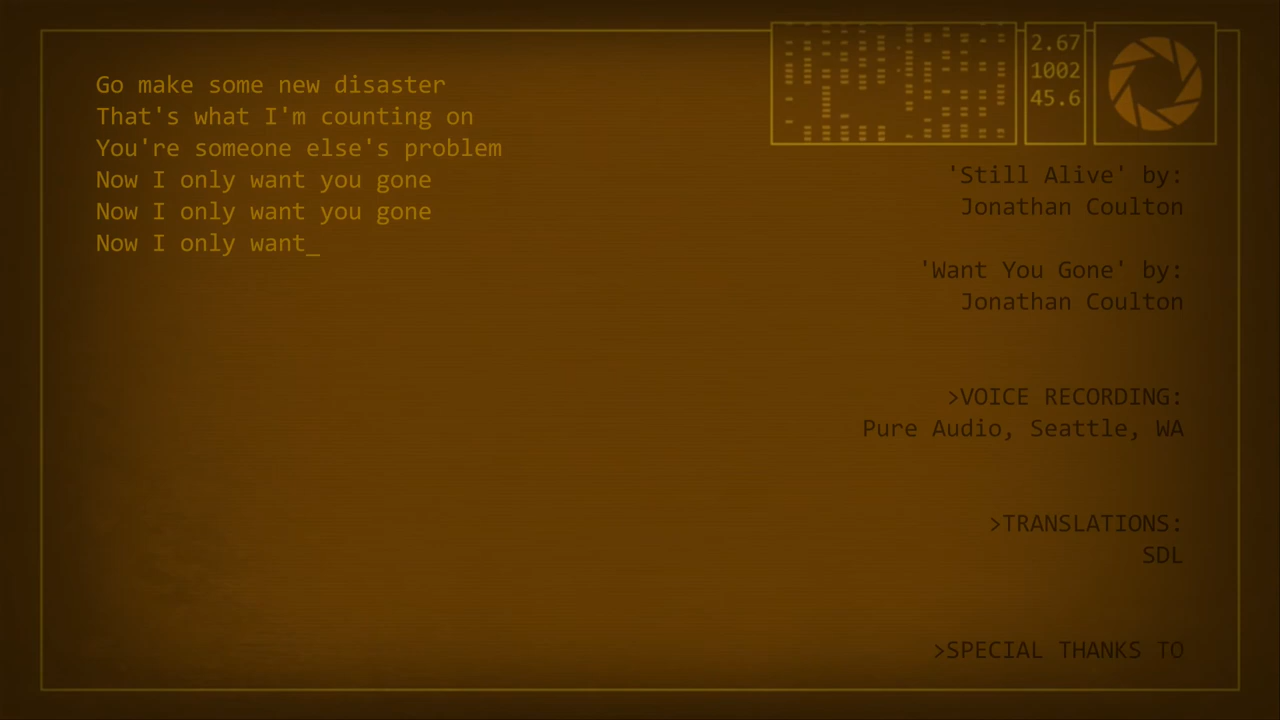 Go make some new disaster
That's what I'm counting on
You're someone else's problem
Now I only want you gone
Now I only want you gone
Now I only want_
2.67
1002
45.6
'Still Alive' by:
Jonathan Coulton
'Want You Gone' by:
Jonathan Coulton
>VOICE RECORDING:
Pure Audio, Seattle, WA
>TRANSLATIONS:
SDL
>SPECIAL THANKS TO